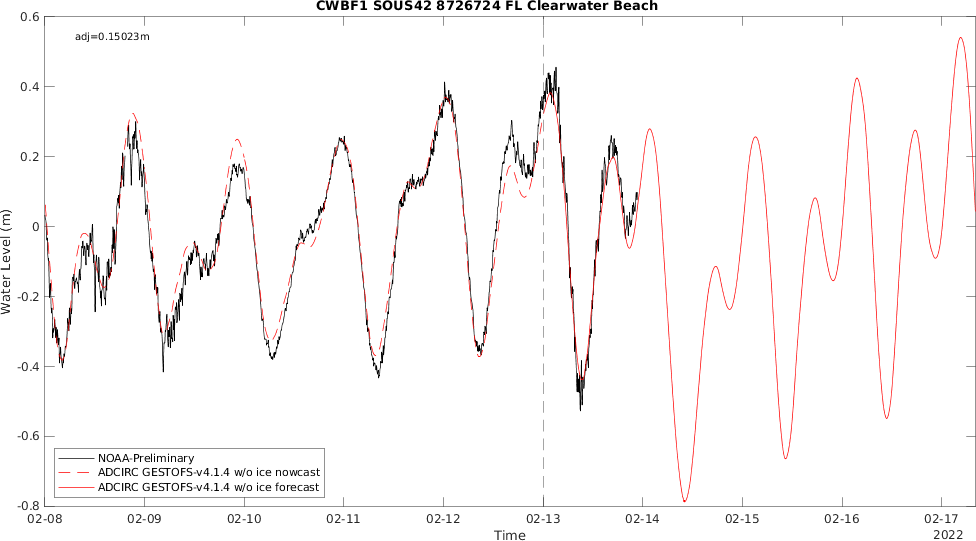 CWBF1 SOUS42 8726724 FL Clearwater Beach
adj=0.15023m
0.6
0.4
0.2
0
-0.2
-0.4
-0.6
-0.8
Water Level (m)
NOAA-Preliminary
ADCIRC GESTOFS-v4.1.4 w/o ice nowcast
ADCIRC GESTOFS-v4.1.4 w/o ice forecast
02-08 02-09 02-10 02-11 02-12 02-13 02-14 02-15 02-16 02-17
Time
2022